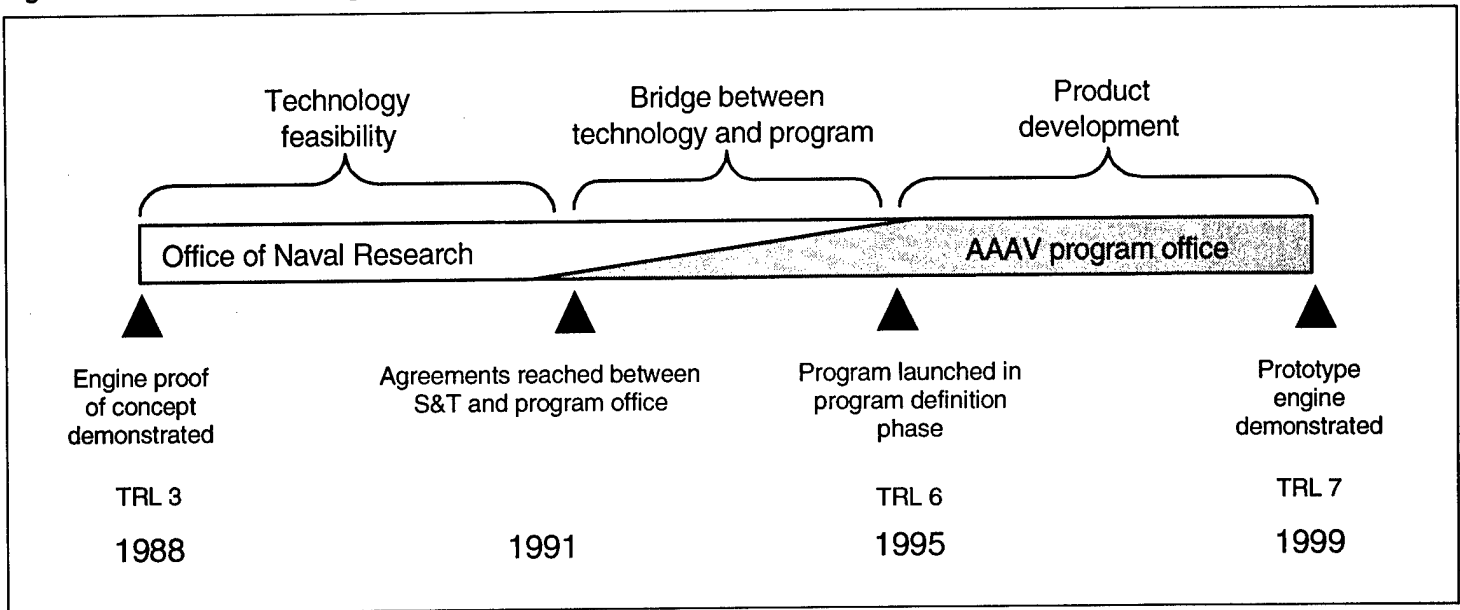 Technology
feasibility
Bridge between
technology and program
Product
development
Office of Naval Research
AAAV program office
Engine proof
of concept
demonstrated
Agreements reached between
S&T and program office
Program launched in
program definition
phase
Prototype
engine
demonstrated
TRL 3
TRL 6
TRL 7
1988
1991
1995
1999